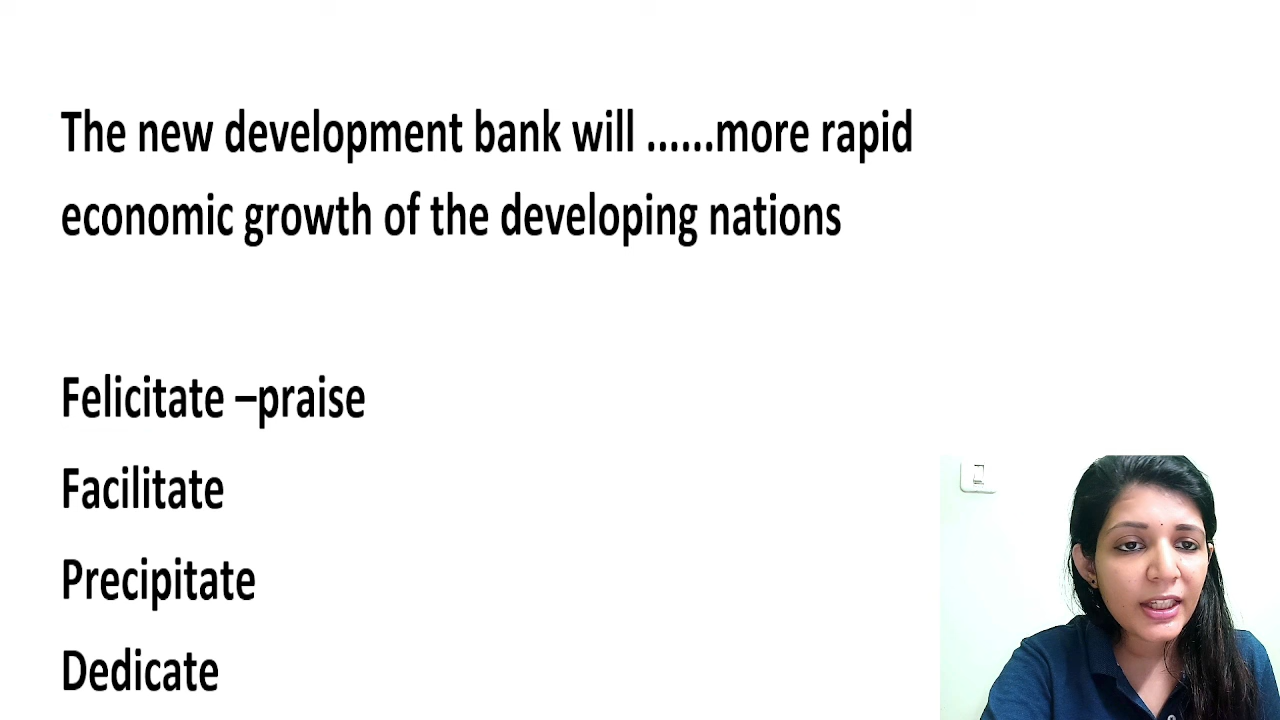 The new development bank will ......more rapid
economic growth of the developing nations
Felicitate –praise
Facilitate
Precipitate
Dedicate